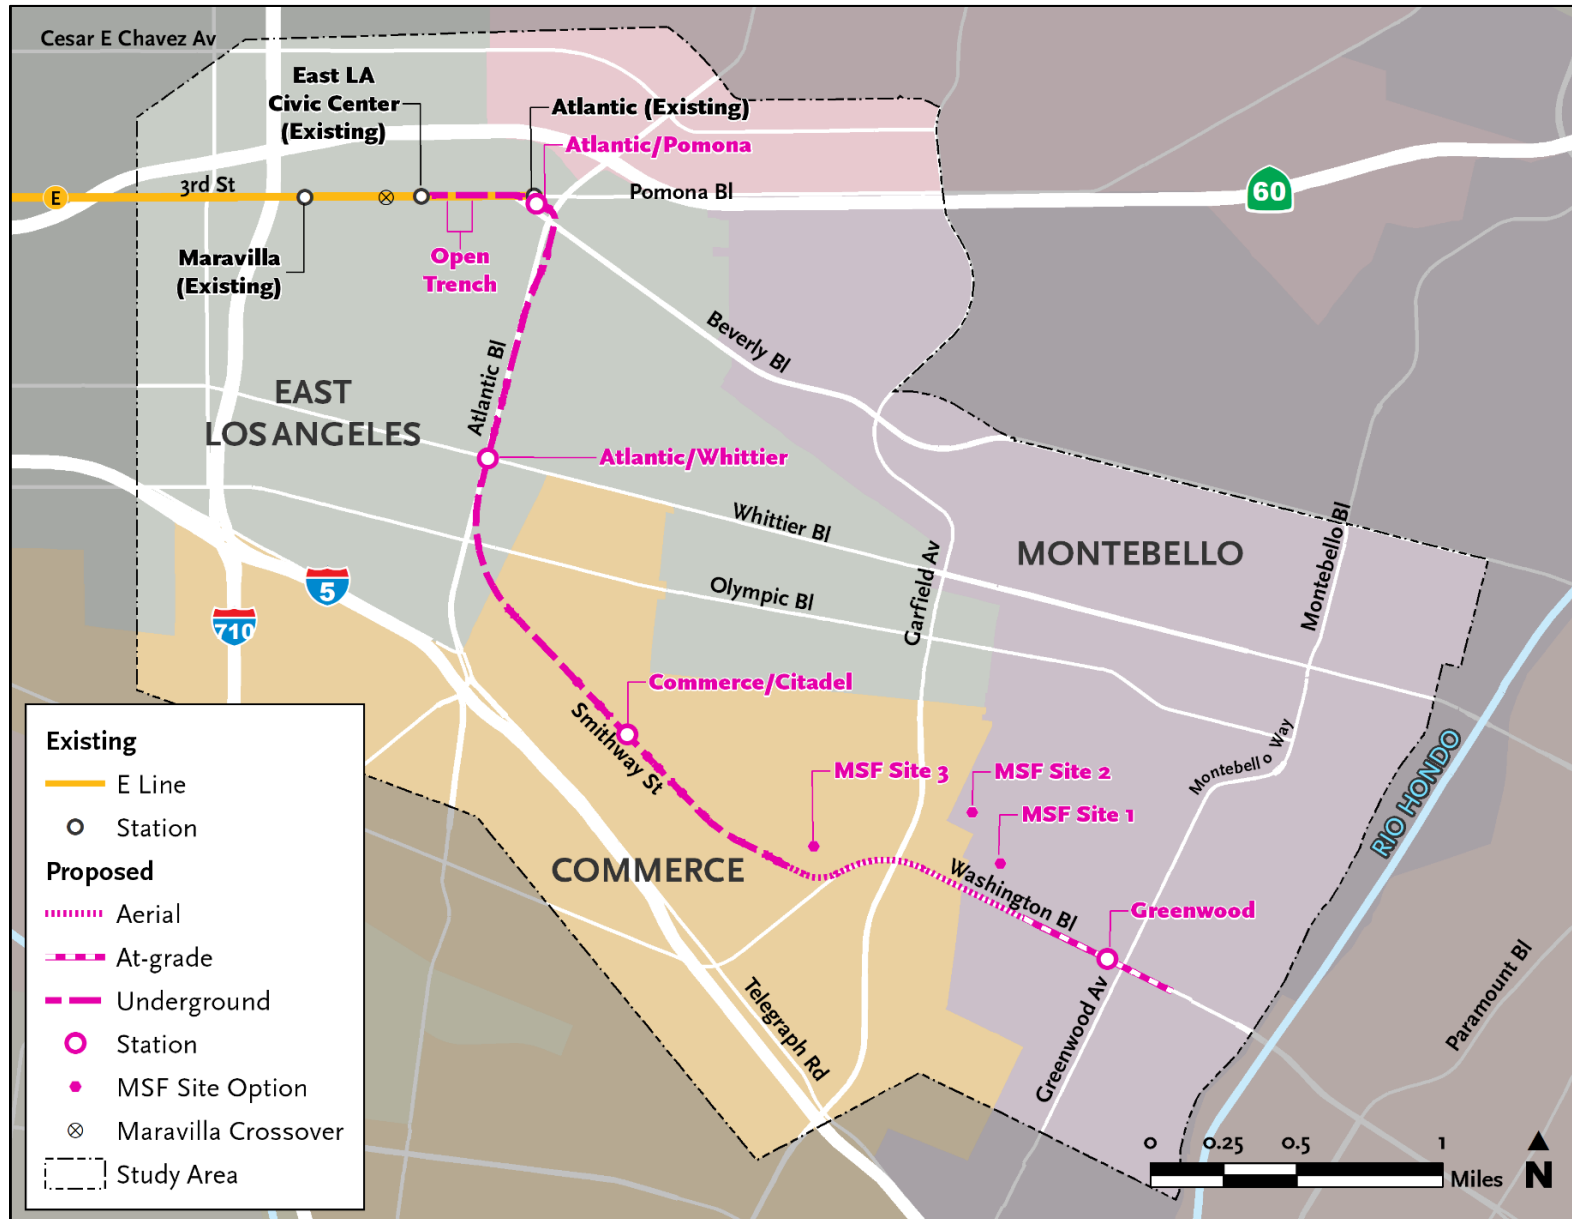 Cesar E Chavez Av
East LA
Civic Center
(Existing)
Atlantic (Existing)
Atlantic/Pomona
3rd St
E
Pomona Bl
60
Maravilla
(Existing)
Open
Trench
Beverly Bl
Atlantic Bl
EAST
LOS ANGELES
Atlantic/Whittier
Whittier Bl
MONTEBELLO
Montebello Bl
Garfield Av
Olympic Bl
5
710
Commerce/Citadel
Smithway St
MSF Site 3
MSF Site 2
MSF Site 1
Montebello Way
RIO HONDO
COMMERCE
Washington Bl
Greenwood
Telegraph Rd
Greenwood Av
Paramount Bl
Existing
E Line
Station
Proposed
Aerial
At-grade
Underground
Station
MSF Site Option
Maravilla Crossover
Study Area
0 0.25 0.5 1
Miles
N